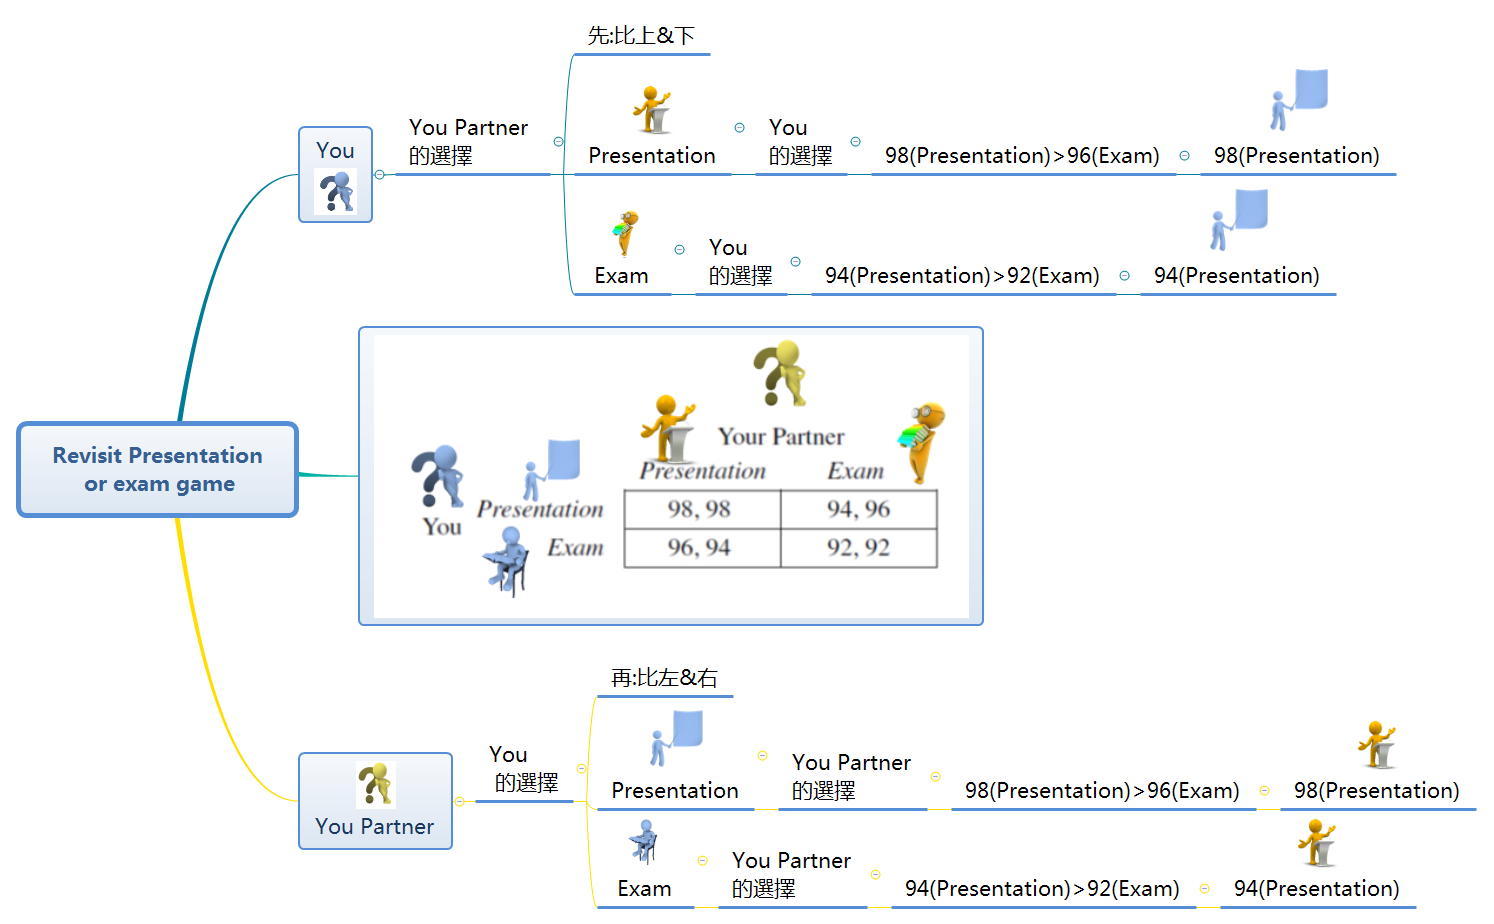 先:比上&下
You Partner
的選擇
Presentation
You
的選擇
98(Presentation)>96(Exam)
98(Presentation)
You
Exam
You
的選擇
94(Presentation)>92(Exam)
94(Presentation)
Revisit Presentation
or exam game
Your Partner
Presentation Exam
You
Presentation 98, 98 94, 96
Exam 96, 94 92, 92
You Partner
再:比左&右
You
的選擇
Presentation
You Partner
的選擇
98(Presentation)>96(Exam)
98(Presentation)
Exam
You Partner
的選擇
94(Presentation)>92(Exam)
94(Presentation)